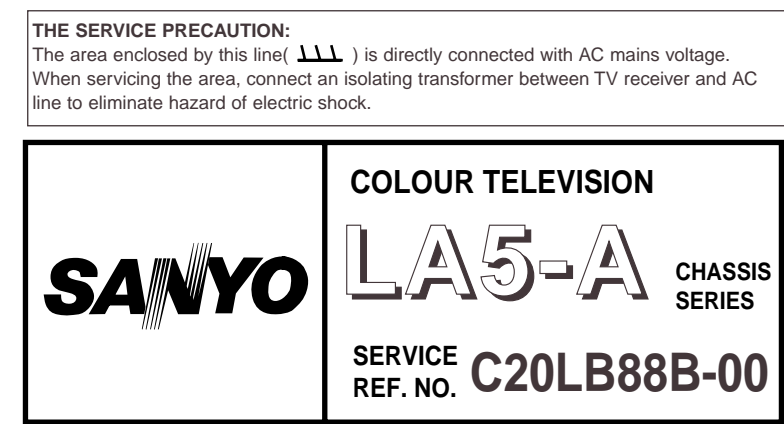 THE SERVICE PRECAUTION:
The area enclosed by this line( ) is directly connected with AC mains voltage.
When servicing the area, connect an isolating transformer between TV receiver and AC
line to eliminate hazard of electric shock.
SANYO
COLOUR TELEVISION
LA5-A
CHASSIS
SERIES
SERVICE
REF. NO.
C20LB88B-00